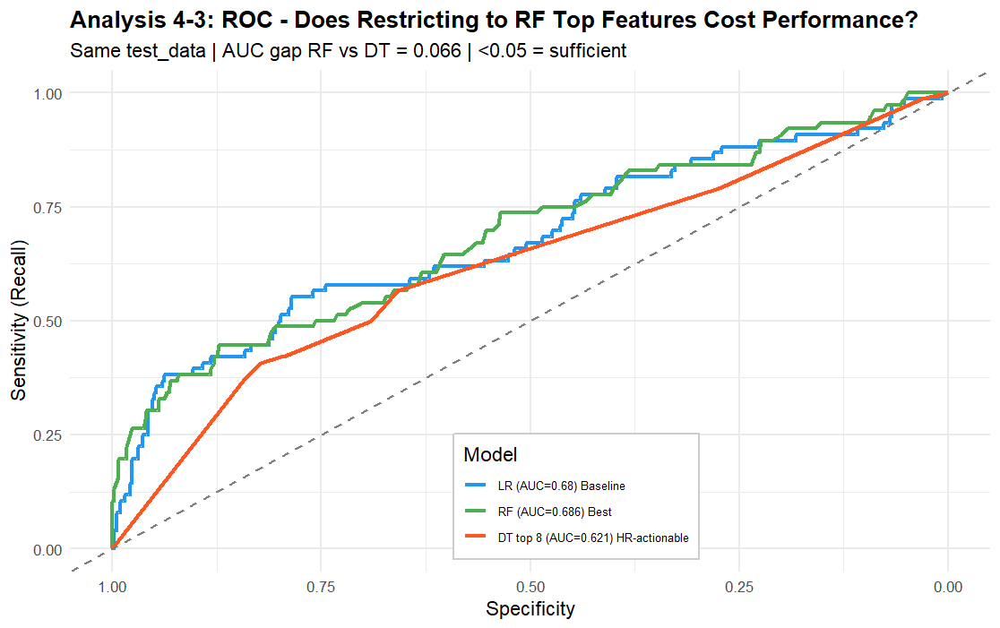 Analysis 4-3: ROC - Does Restricting to RF Top Features Cost Performance?
Same test_data | AUC gap RF vs DT = 0.066 | <0.05 = sufficient
1.00
0.75
0.50
0.25
0.00
Sensitivity (Recall)
Model
LR (AUC=0.68) Baseline
RF (AUC=0.686) Best
DT top 8 (AUC=0.621) HR-actionable
1.00 0.75 0.50 0.25 0.00
Specificity